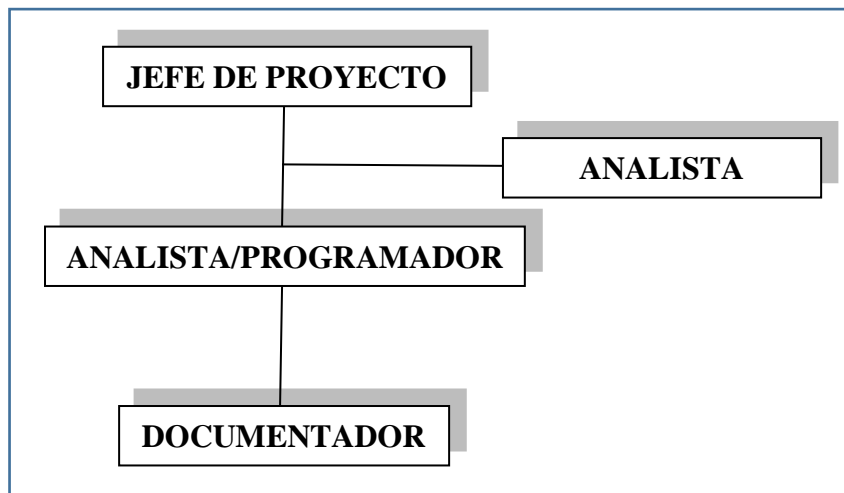 JEFE DE PROYECTO
ANALISTA
ANALISTA/PROGRAMADOR
DOCUMENTADOR